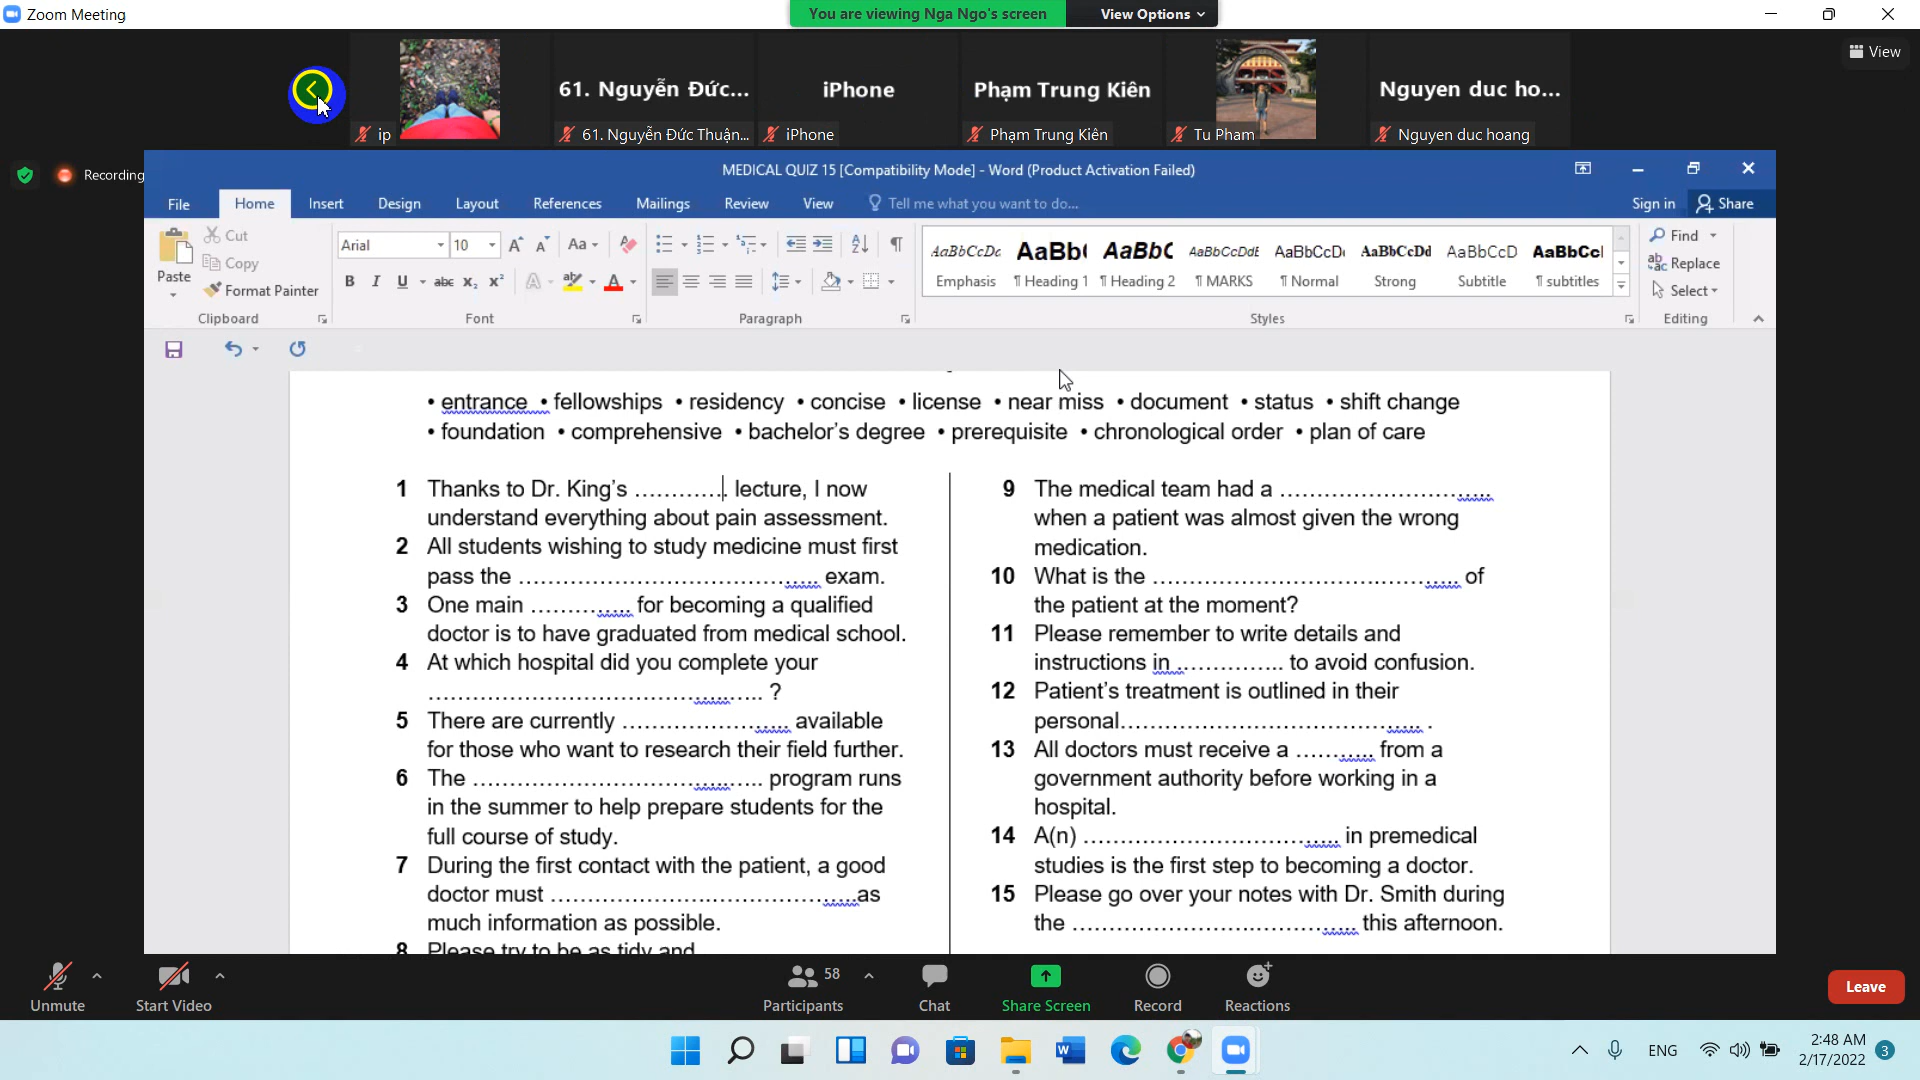 Zoom Meeting
You are viewing Nga Ngo's screen
View Options
View
61. Nguyễn Đức...
iPhone
Phạm Trung Kiên
Nguyen duc ho...
ip
61. Nguyễn Đức Thuận...
iPhone
Phạm Trung Kiên
Tu Pham
Nguyen duc hoang
Recording
MEDICAL QUIZ 15 [Compatibility Mode] - Word (Product Activation Failed)
File Home Insert Design Layout References Mailings Review View Tell me what you want to do... Sign in Share
Paste
Cut
Copy
Format Painter
Clipboard
Arial 10
Aa
B I U abc x₂ x² A aby A
Font
Paragraph
AaBbCcDc AaBb( AaBbC AaBbCcDdE AaBbCcD AaBbCcDd AaBbCcD AaBbCcl
Emphasis ¶ Heading 1 ¶ Heading 2 ¶ MARKS ¶ Normal Strong Subtitle ¶ subtitles
Styles
Find
Replace
Select
Editing
• entrance • fellowships • residency • concise • license • near miss • document • status • shift change
• foundation • comprehensive • bachelor's degree • prerequisite • chronological order • plan of care
1 Thanks to Dr. King's ............. lecture, I now
understand everything about pain assessment.
2 All students wishing to study medicine must first
pass the ......................................... exam.
3 One main .............. for becoming a qualified
doctor is to have graduated from medical school.
4 At which hospital did you complete your
.............................................. ?
5 There are currently ....................... available
for those who want to research their field further.
6 The ........................................ program runs
in the summer to help prepare students for the
full course of study.
7 During the first contact with the patient, a good
doctor must ..........................................as
much information as possible.
8 Please try to be as tidy and
9 The medical team had a .............................
when a patient was almost given the wrong
medication.
10 What is the .......................................... of
the patient at the moment?
11 Please remember to write details and
instructions in ............... to avoid confusion.
12 Patient's treatment is outlined in their
personal......................................... .
13 All doctors must receive a ........... from a
government authority before working in a
hospital.
14 A(n) ................................... in premedical
studies is the first step to becoming a doctor.
15 Please go over your notes with Dr. Smith during
the ....................................... this afternoon.
Unmute
Start Video
58
Participants
Chat
Share Screen
Record
Reactions
Leave
ENG
2:48 AM
2/17/2022
3